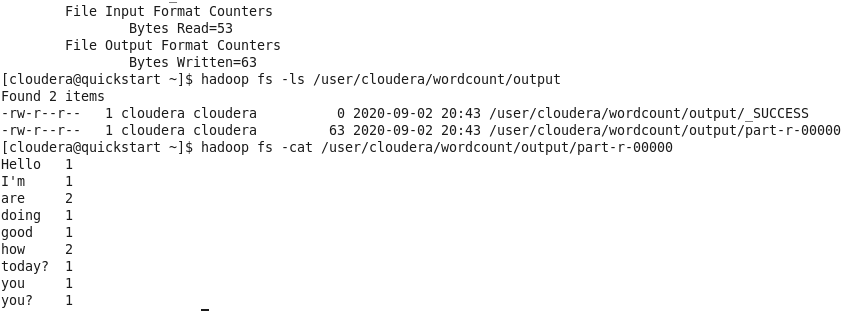 File Input Format Counters
Bytes Read=53
File Output Format Counters
Bytes Written=63
[cloudera@quickstart ~]$ hadoop fs -ls /user/cloudera/wordcount/output
Found 2 items
-rw-r--r--   1 cloudera cloudera          0 2020-09-02 20:43 /user/cloudera/wordcount/output/_SUCCESS
-rw-r--r--   1 cloudera cloudera         63 2020-09-02 20:43 /user/cloudera/wordcount/output/part-r-00000
[cloudera@quickstart ~]$ hadoop fs -cat /user/cloudera/wordcount/output/part-r-00000
Hello   1
I'm     1
are     2
doing   1
good    1
how     2
today?  1
you     1
you?    1